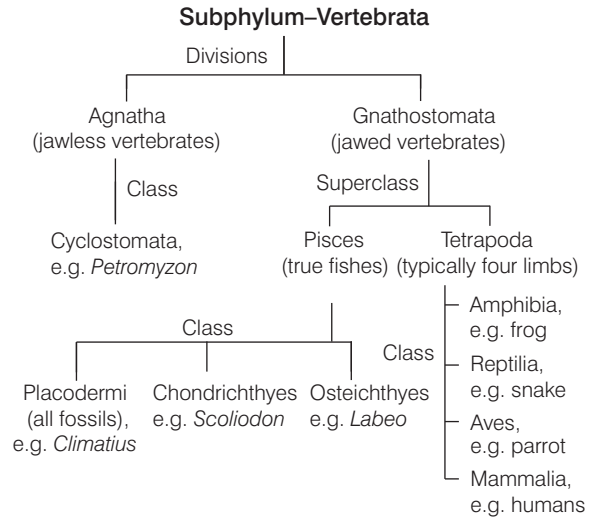 Subphylum–Vertebrata
Divisions
Agnatha
(jawless vertebrates)
Gnathostomata
(jawed vertebrates)
Class
Superclass
Cyclostomata,
e.g. Petromyzon
Pisces
(true fishes)
Tetrapoda
(typically four limbs)
Class
Placodermi
(all fossils),
e.g. Climatius
Chondrichthyes
e.g. Scoliodon
Osteichthyes
e.g. Labeo
Class
Amphibia,
e.g. frog
Reptilia,
e.g. snake
Aves,
e.g. parrot
Mammalia,
e.g. humans